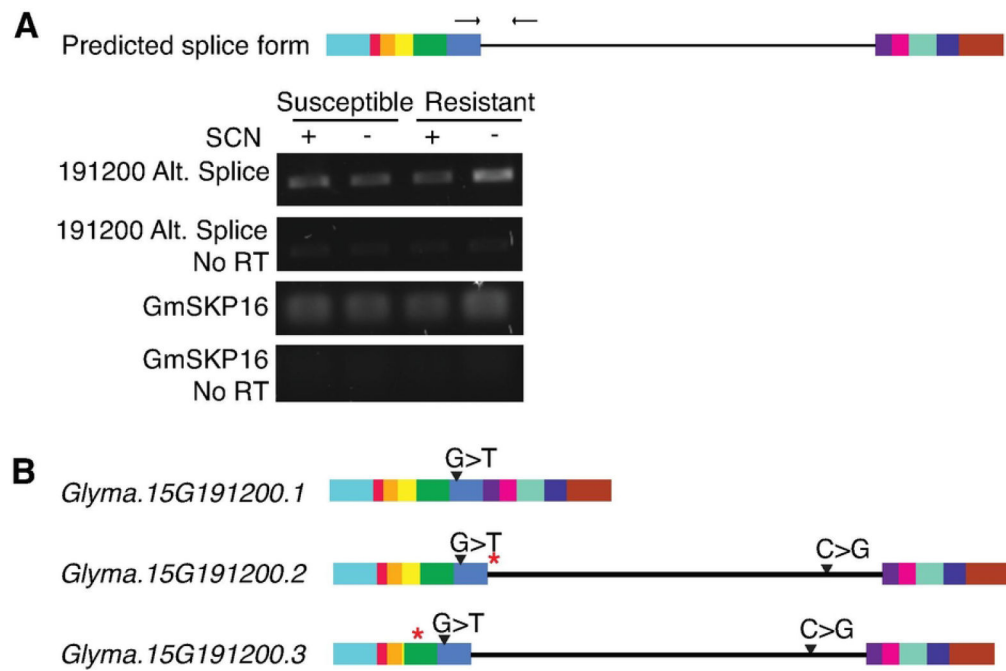 A
Predicted splice form
Susceptible Resistant
SCN + - + -
191200 Alt. Splice
191200 Alt. Splice
No RT
GmSKP16
GmSKP16
No RT
B
G>T
Glyma.15G191200.1
G>T * C>G
Glyma.15G191200.2
* G>T C>G
Glyma.15G191200.3